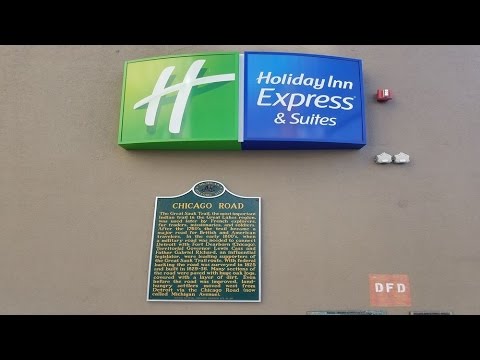 Holiday Inn
Express
& Suites
CHICAGO ROAD
The Great Sauk Trail, the most important
Indian trail in the Great Lakes region,
was used later by French explorers,
fur traders, missionaries, and soldiers.
After the 1760's the trail became a
major road for British and American
travelers. In the early 1800's, when
a military road was needed to connect
Detroit with Fort Dearborn (Chicago),
Territorial Governor Lewis Cass and
Father Gabriel Richard, an influential
legislator, were leading supporters of
the Great Sauk Trail route. With federal
backing the road was surveyed in 1825
and built in 1829-36. Many sections of
the road were paved with huge oak logs,
covered with a layer of dirt. Even
before the road was improved, land-
hungry settlers moved west from
Detroit via the Chicago Road (now
called Michigan Avenue).
DFD